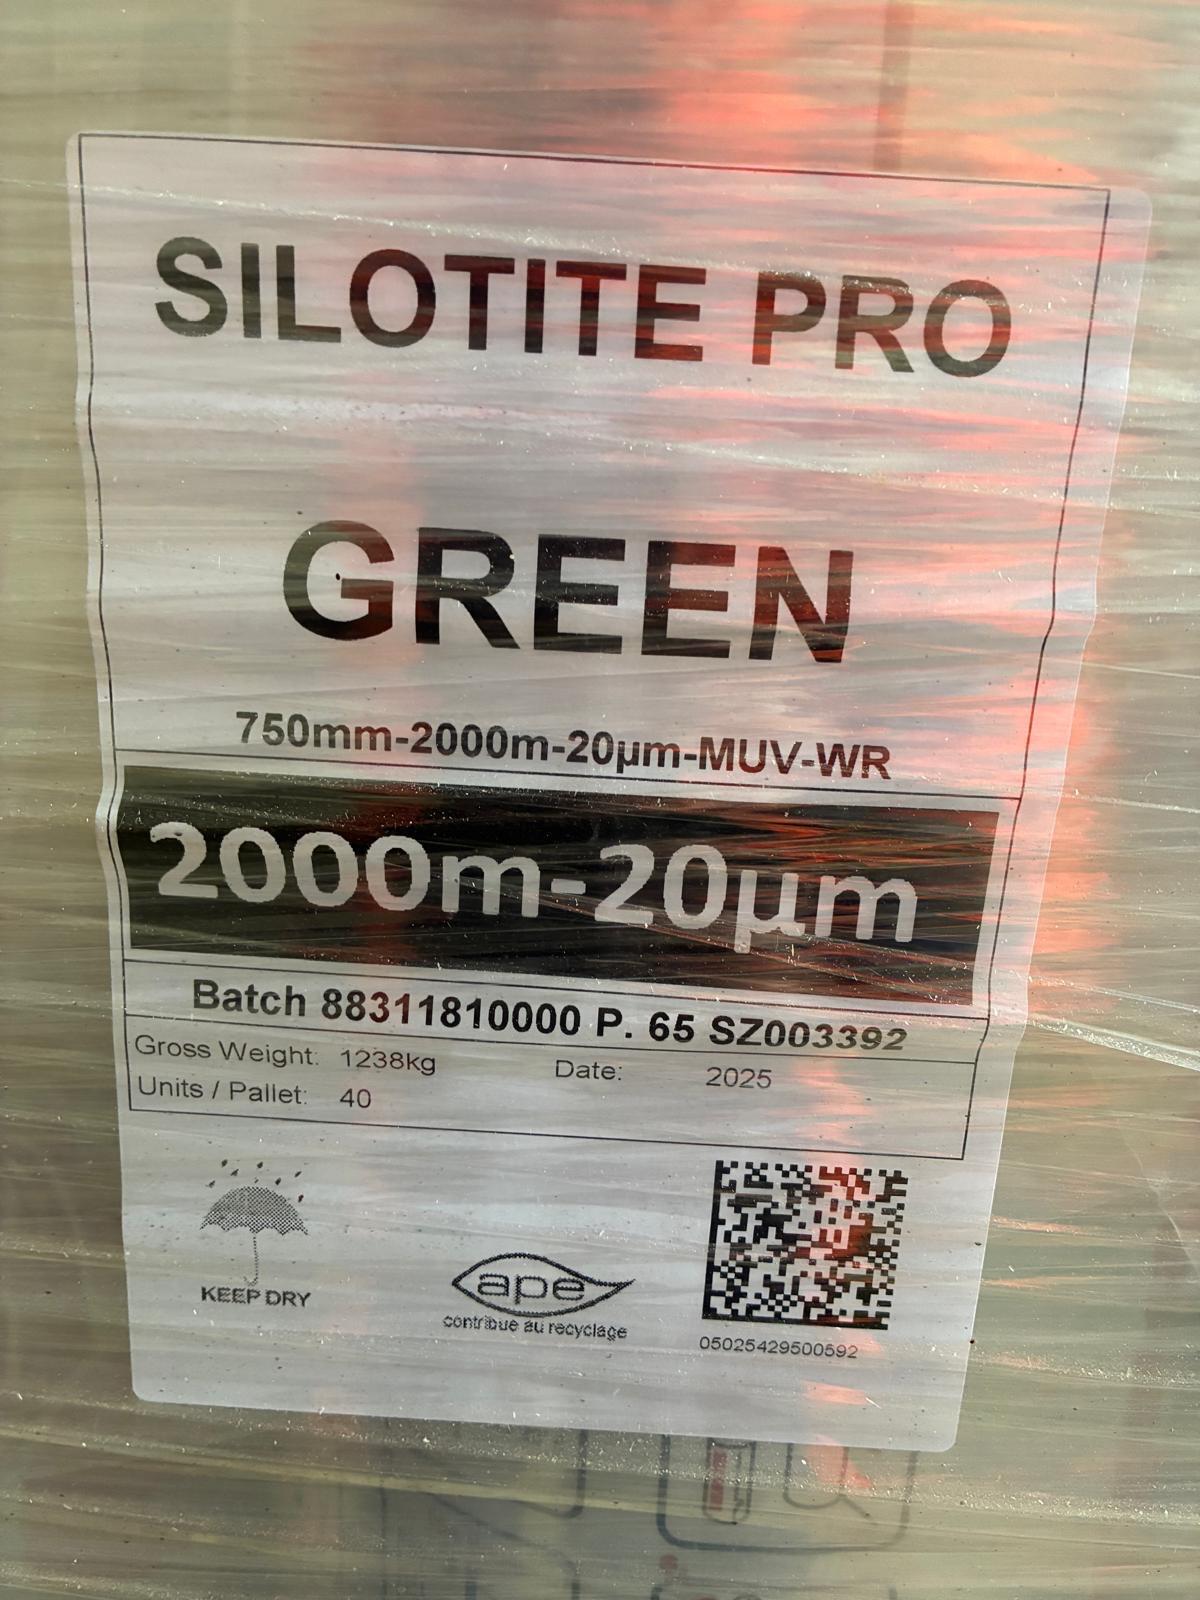 SILOTITE PRO
GREEN
750mm-2000m-20µm-MUV-WR
2000m-20µm
Batch 88311810000 P. 65 SZ003392
Gross Weight: 1238kg Date: 2025
Units / Pallet: 40
KEEP DRY
ape
contribue au recyclage
05025429500592